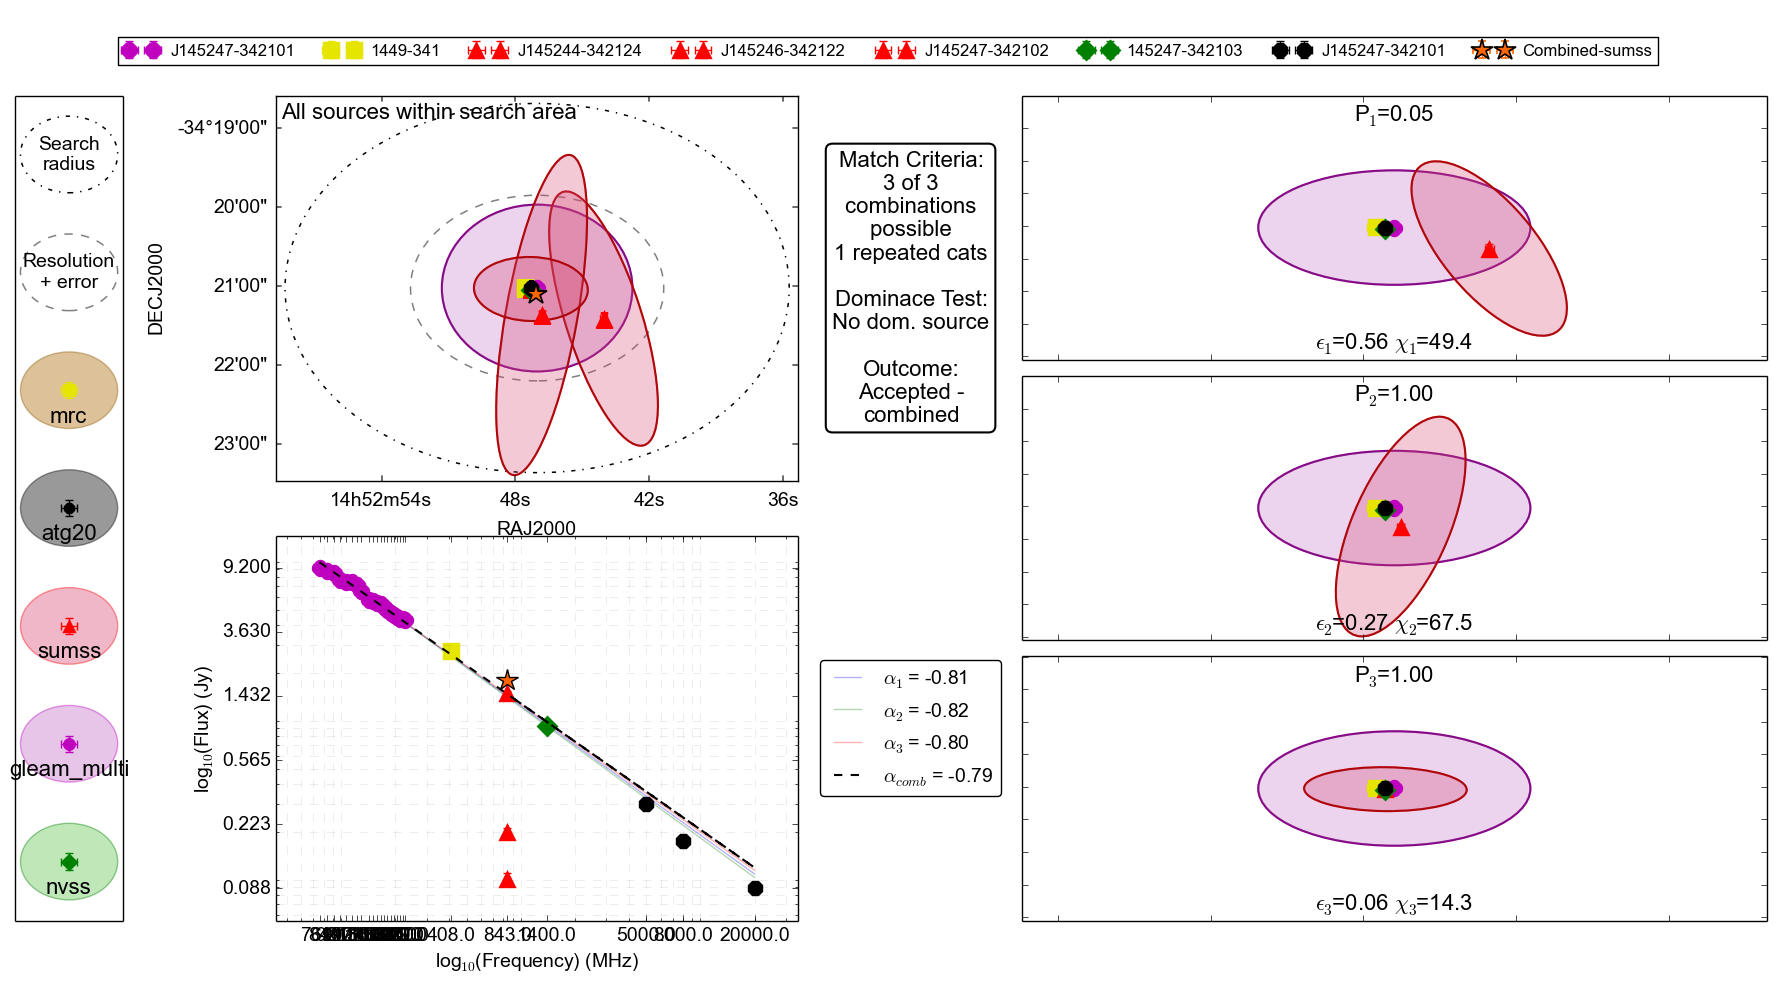 J145247-342101 1449-341 J145244-342124 J145246-342122 J145247-342102 145247-342103 J145247-342101 Combined-sumss
Search
radius
Resolution
+ error
mrc
atg20
sumss
gleam_multi
nvss
All sources within search area
-34°19'00"
20'00"
21'00"
22'00"
23'00"
DECJ2000
14h52m54s 48s 42s 36s
RAJ2000
9.200
3.630
1.432
0.565
0.223
0.088
log10(Flux) (Jy)
408.0 843.0 1400.0 5000.0 8000.0 20000.0
log10(Frequency) (MHz)
Match Criteria:
3 of 3
combinations
possible
1 repeated cats
Dominace Test:
No dom. source
Outcome:
Accepted -
combined
α1 = -0.81
α2 = -0.82
α3 = -0.80
αcomb = -0.79
P1=0.05
ϵ1=0.56 χ1=49.4
P2=1.00
ϵ2=0.27 χ2=67.5
P3=1.00
ϵ3=0.06 χ3=14.3